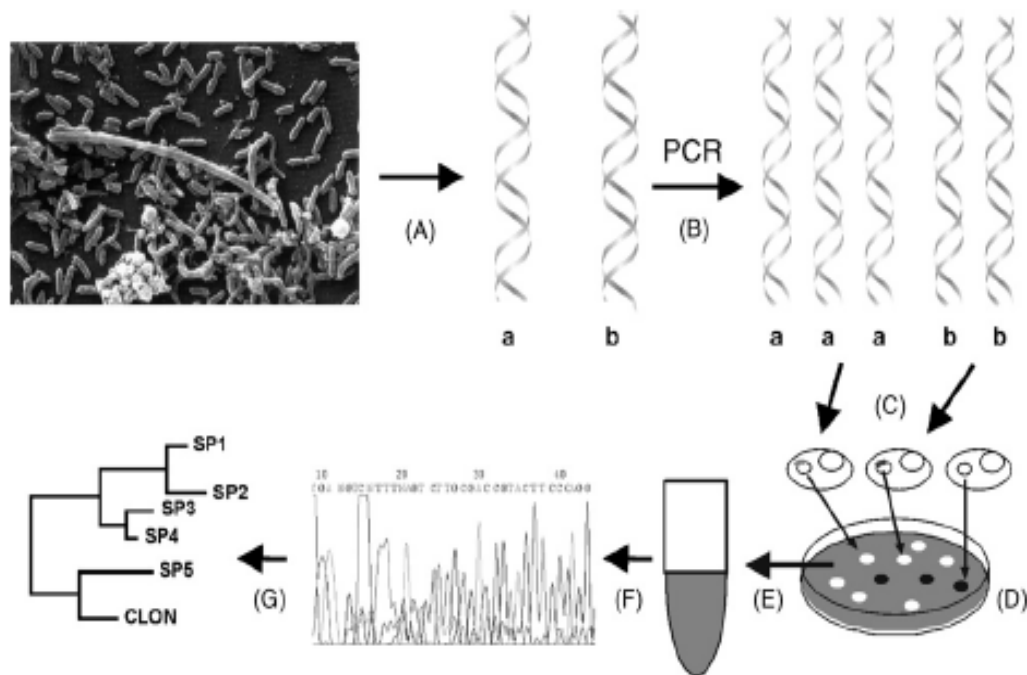 PCR
(A)
(B)
a
b
a
a
a
b
b
(C)
SP1
SP2
SP3
SP4
SP5
CLON
10 20 30 40
(G)
(F)
(E)
(D)